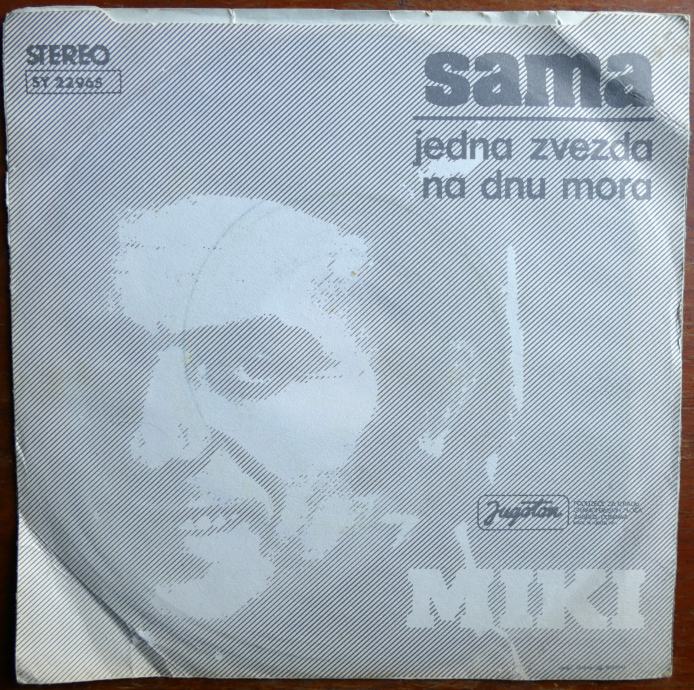 STEREO
SY 22965
sama
jedna zvezda
na dnu mora
Jugoton
MIKI